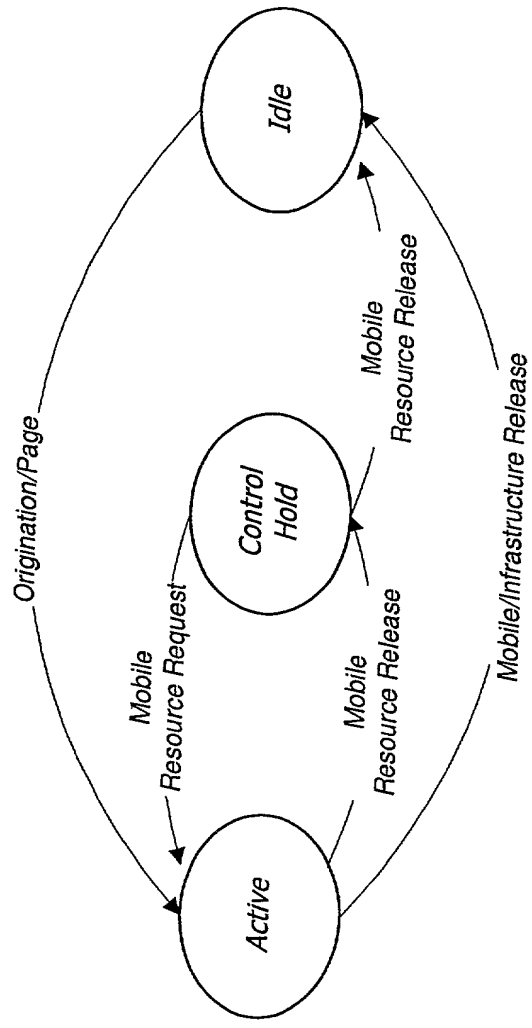 Origination/Page
Mobile
Resource Request
Active
Control
Hold
Idle
Mobile
Resource Release
Mobile
Resource Release
Mobile/Infrastructure Release